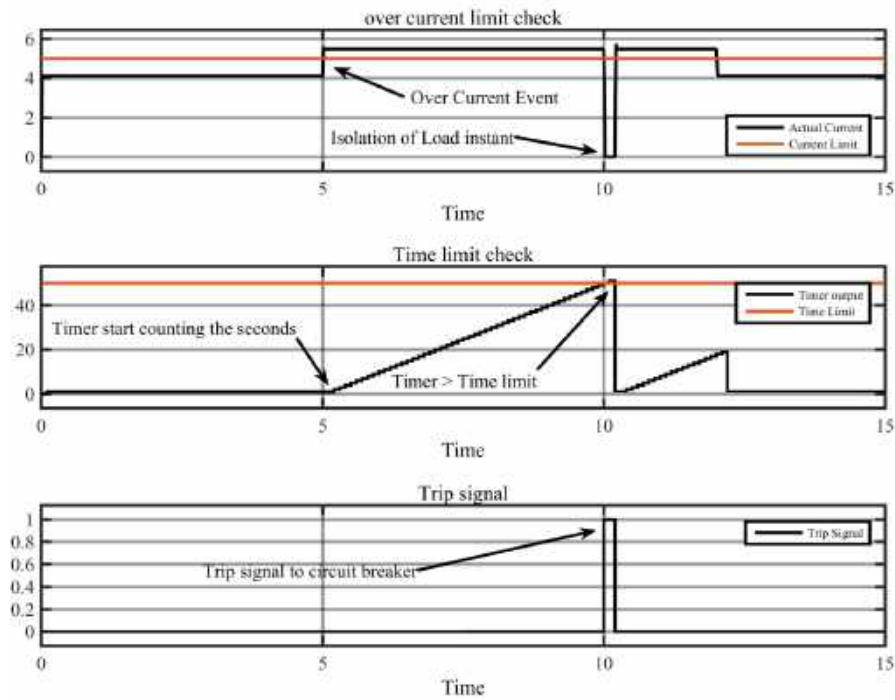 over current limit check
6
4
2
0
Over Current Event
Isolation of Load instant
Actual Current
Current Limit
0 5 10 15
Time
Time limit check
40
20
0
Timer start counting the seconds
Timer > Time limit
Timer output
Time Limit
0 5 10 15
Time
Trip signal
1
0.8
0.6
0.4
0.2
0
Trip signal to circuit breaker
Trip Signal
0 5 10 15
Time